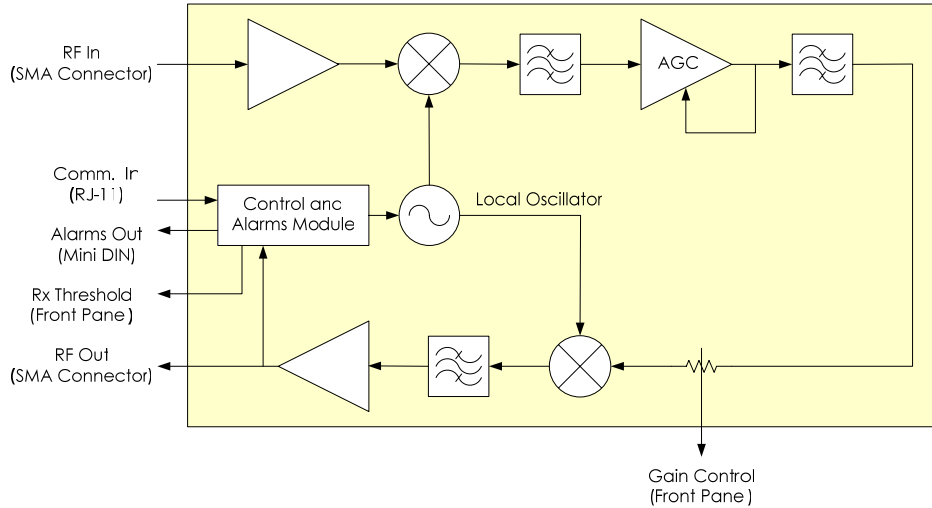 RF In
(SMA Connector)
AGC
Comm. In
(RJ-11)
Control anc
Alarms Module
Local Oscillator
Alarms Out
(Mini DIN)
Rx Threshold
(Front Pane)
RF Out
(SMA Connector)
Gain Control
(Front Pane)